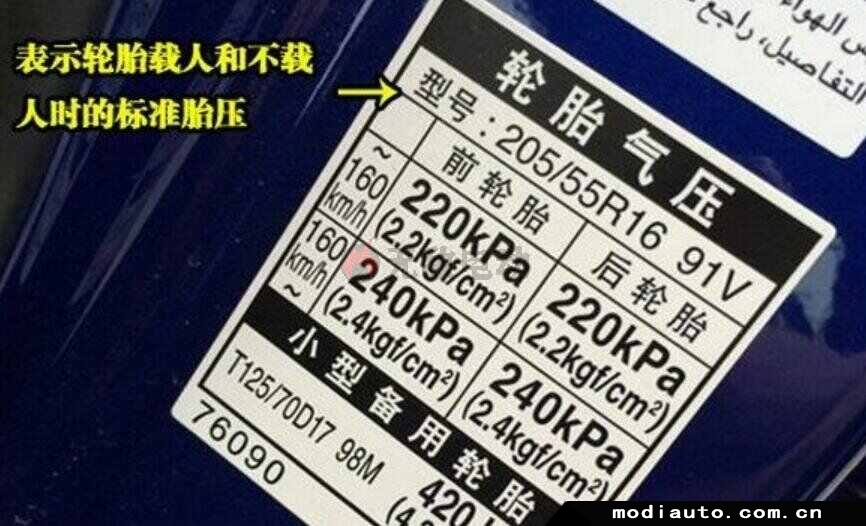 表示轮胎载人和不载
人时的标准胎压
轮胎气压
型号：205/55R16 91V
前轮胎 后轮胎
~160km/h 220kPa (2.2kgf/cm²) 220kPa (2.2kgf/cm²)
160km/h~ 240kPa (2.4kgf/cm²) 240kPa (2.4kgf/cm²)
小型备用轮胎
T125/70D17 98M 420
76090
التفاصيل، راجع
modiauto.com.cn